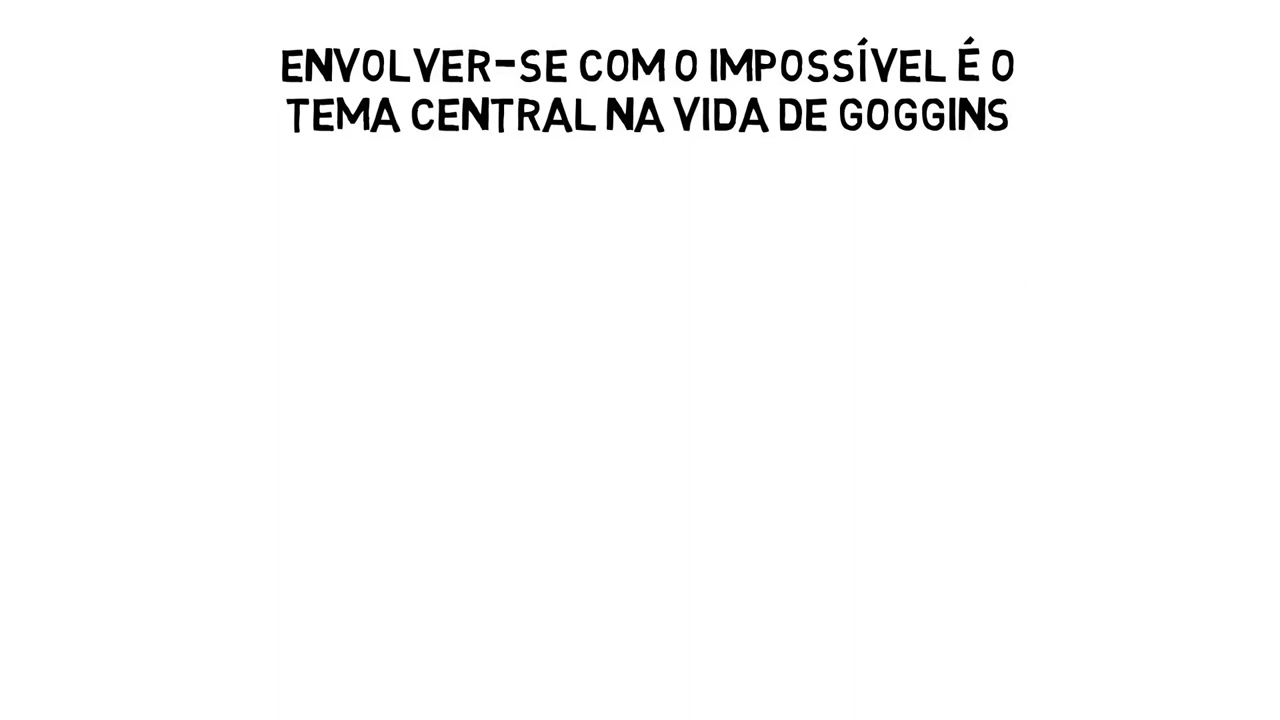 ENVOLVER-SE COM O IMPOSSÍVEL É O
TEMA CENTRAL NA VIDA DE GOGGINS